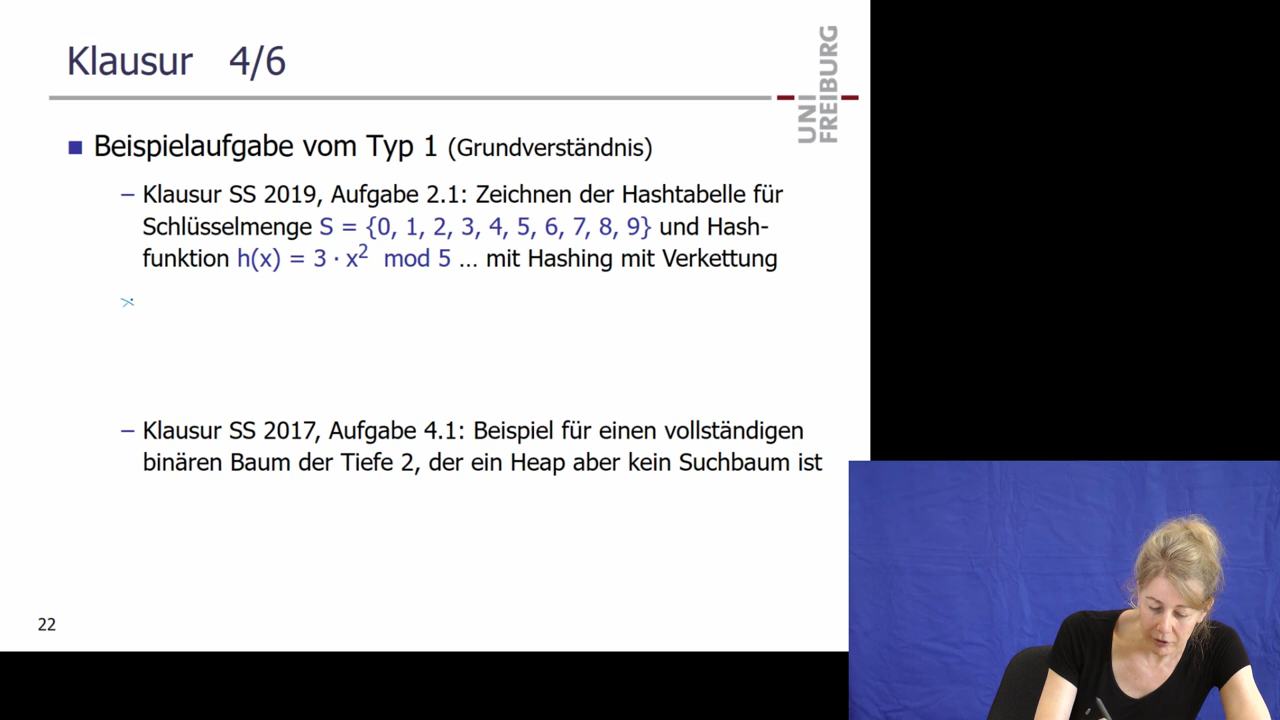 Klausur 4/6
UNI
FREIBURG
■ Beispielaufgabe vom Typ 1 (Grundverständnis)
– Klausur SS 2019, Aufgabe 2.1: Zeichnen der Hashtabelle für
Schlüsselmenge S = {0, 1, 2, 3, 4, 5, 6, 7, 8, 9} und Hash-
funktion h(x) = 3 · x² mod 5 … mit Hashing mit Verkettung
x
– Klausur SS 2017, Aufgabe 4.1: Beispiel für einen vollständigen
binären Baum der Tiefe 2, der ein Heap aber kein Suchbaum ist
22